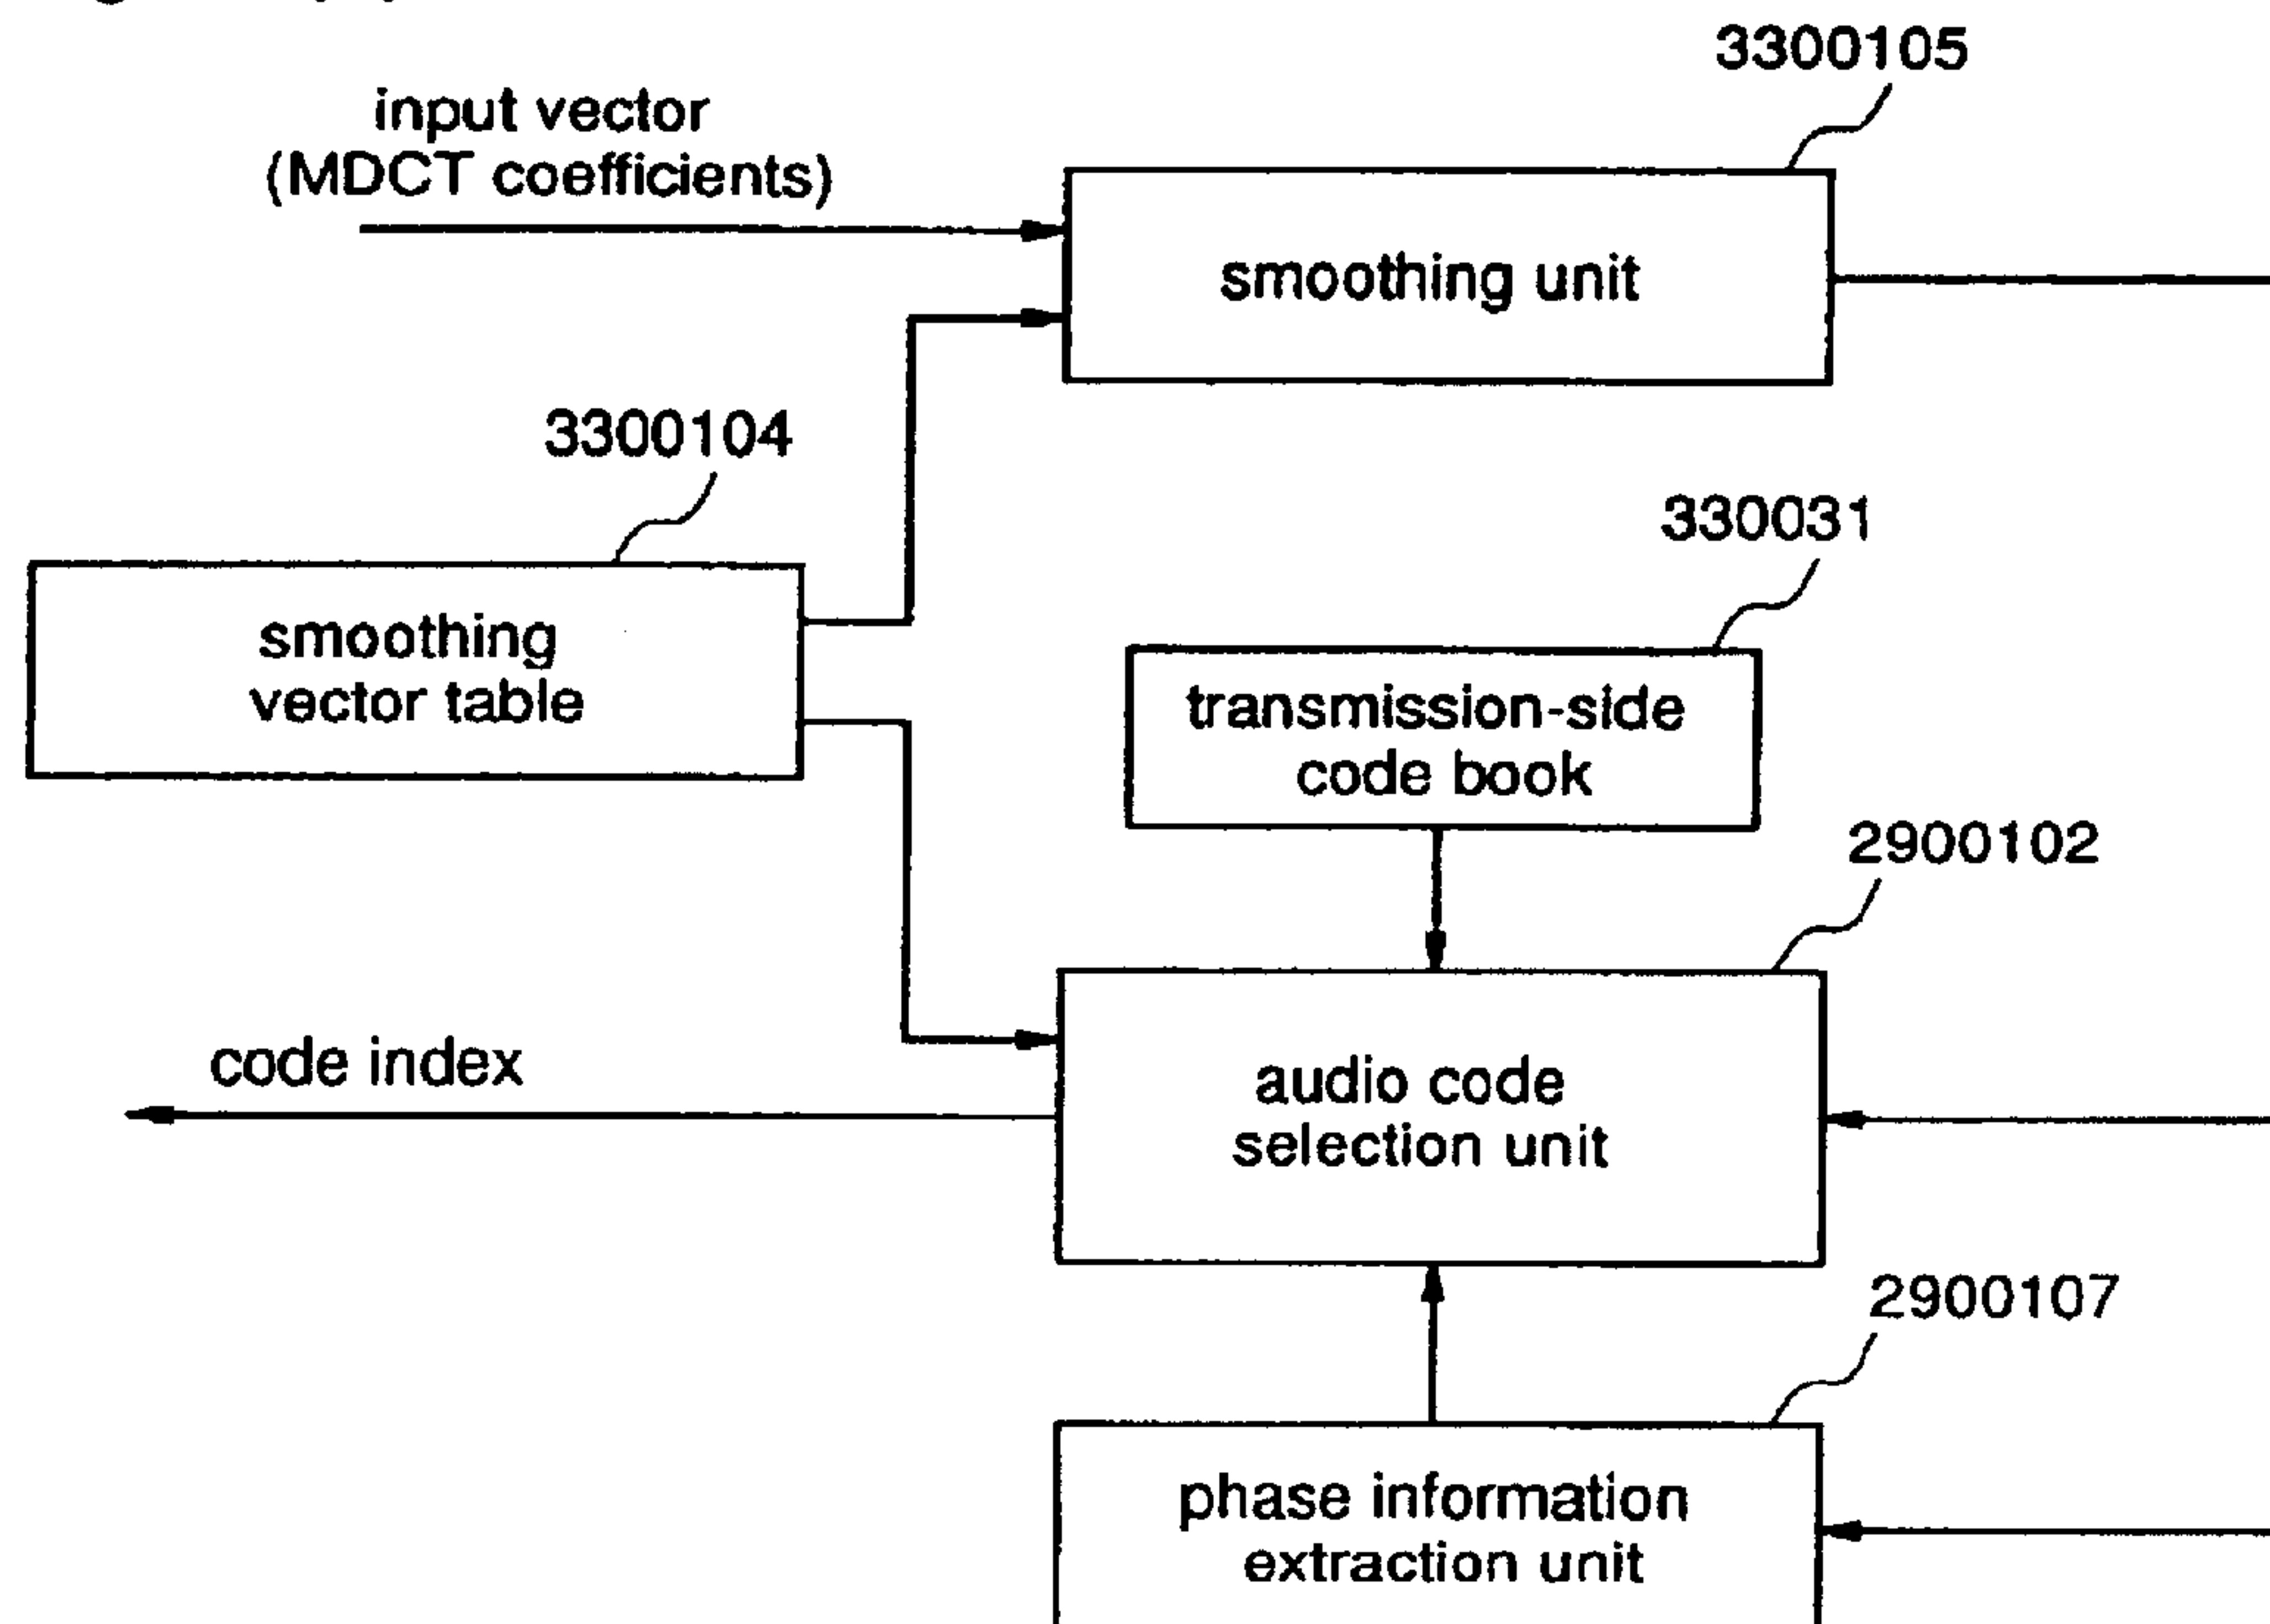 3300105
input vector
(MDCT coefficients)
smoothing unit
3300104
330031
smoothing
vector table
transmission-side
code book
2900102
code index
audio code
selection unit
2900107
phase information
extraction unit